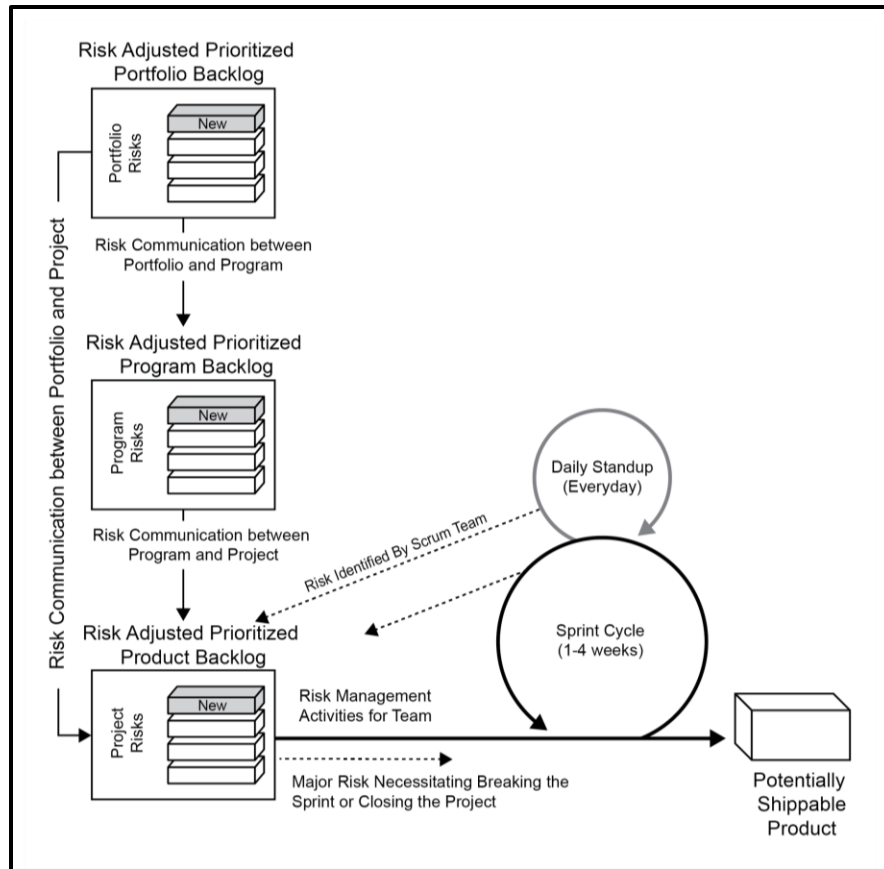 Risk Adjusted Prioritized
Portfolio Backlog
New
Portfolio
Risks
Risk Communication between
Portfolio and Program
Risk Communication between Portfolio and Project
Risk Adjusted Prioritized
Program Backlog
New
Program
Risks
Risk Communication between
Program and Project
Daily Standup
(Everyday)
Risk Identified By Scrum Team
Sprint Cycle
(1-4 weeks)
Risk Adjusted Prioritized
Product Backlog
New
Project
Risks
Risk Management
Activities for Team
Major Risk Necessitating Breaking the
Sprint or Closing the Project
Potentially
Shippable
Product